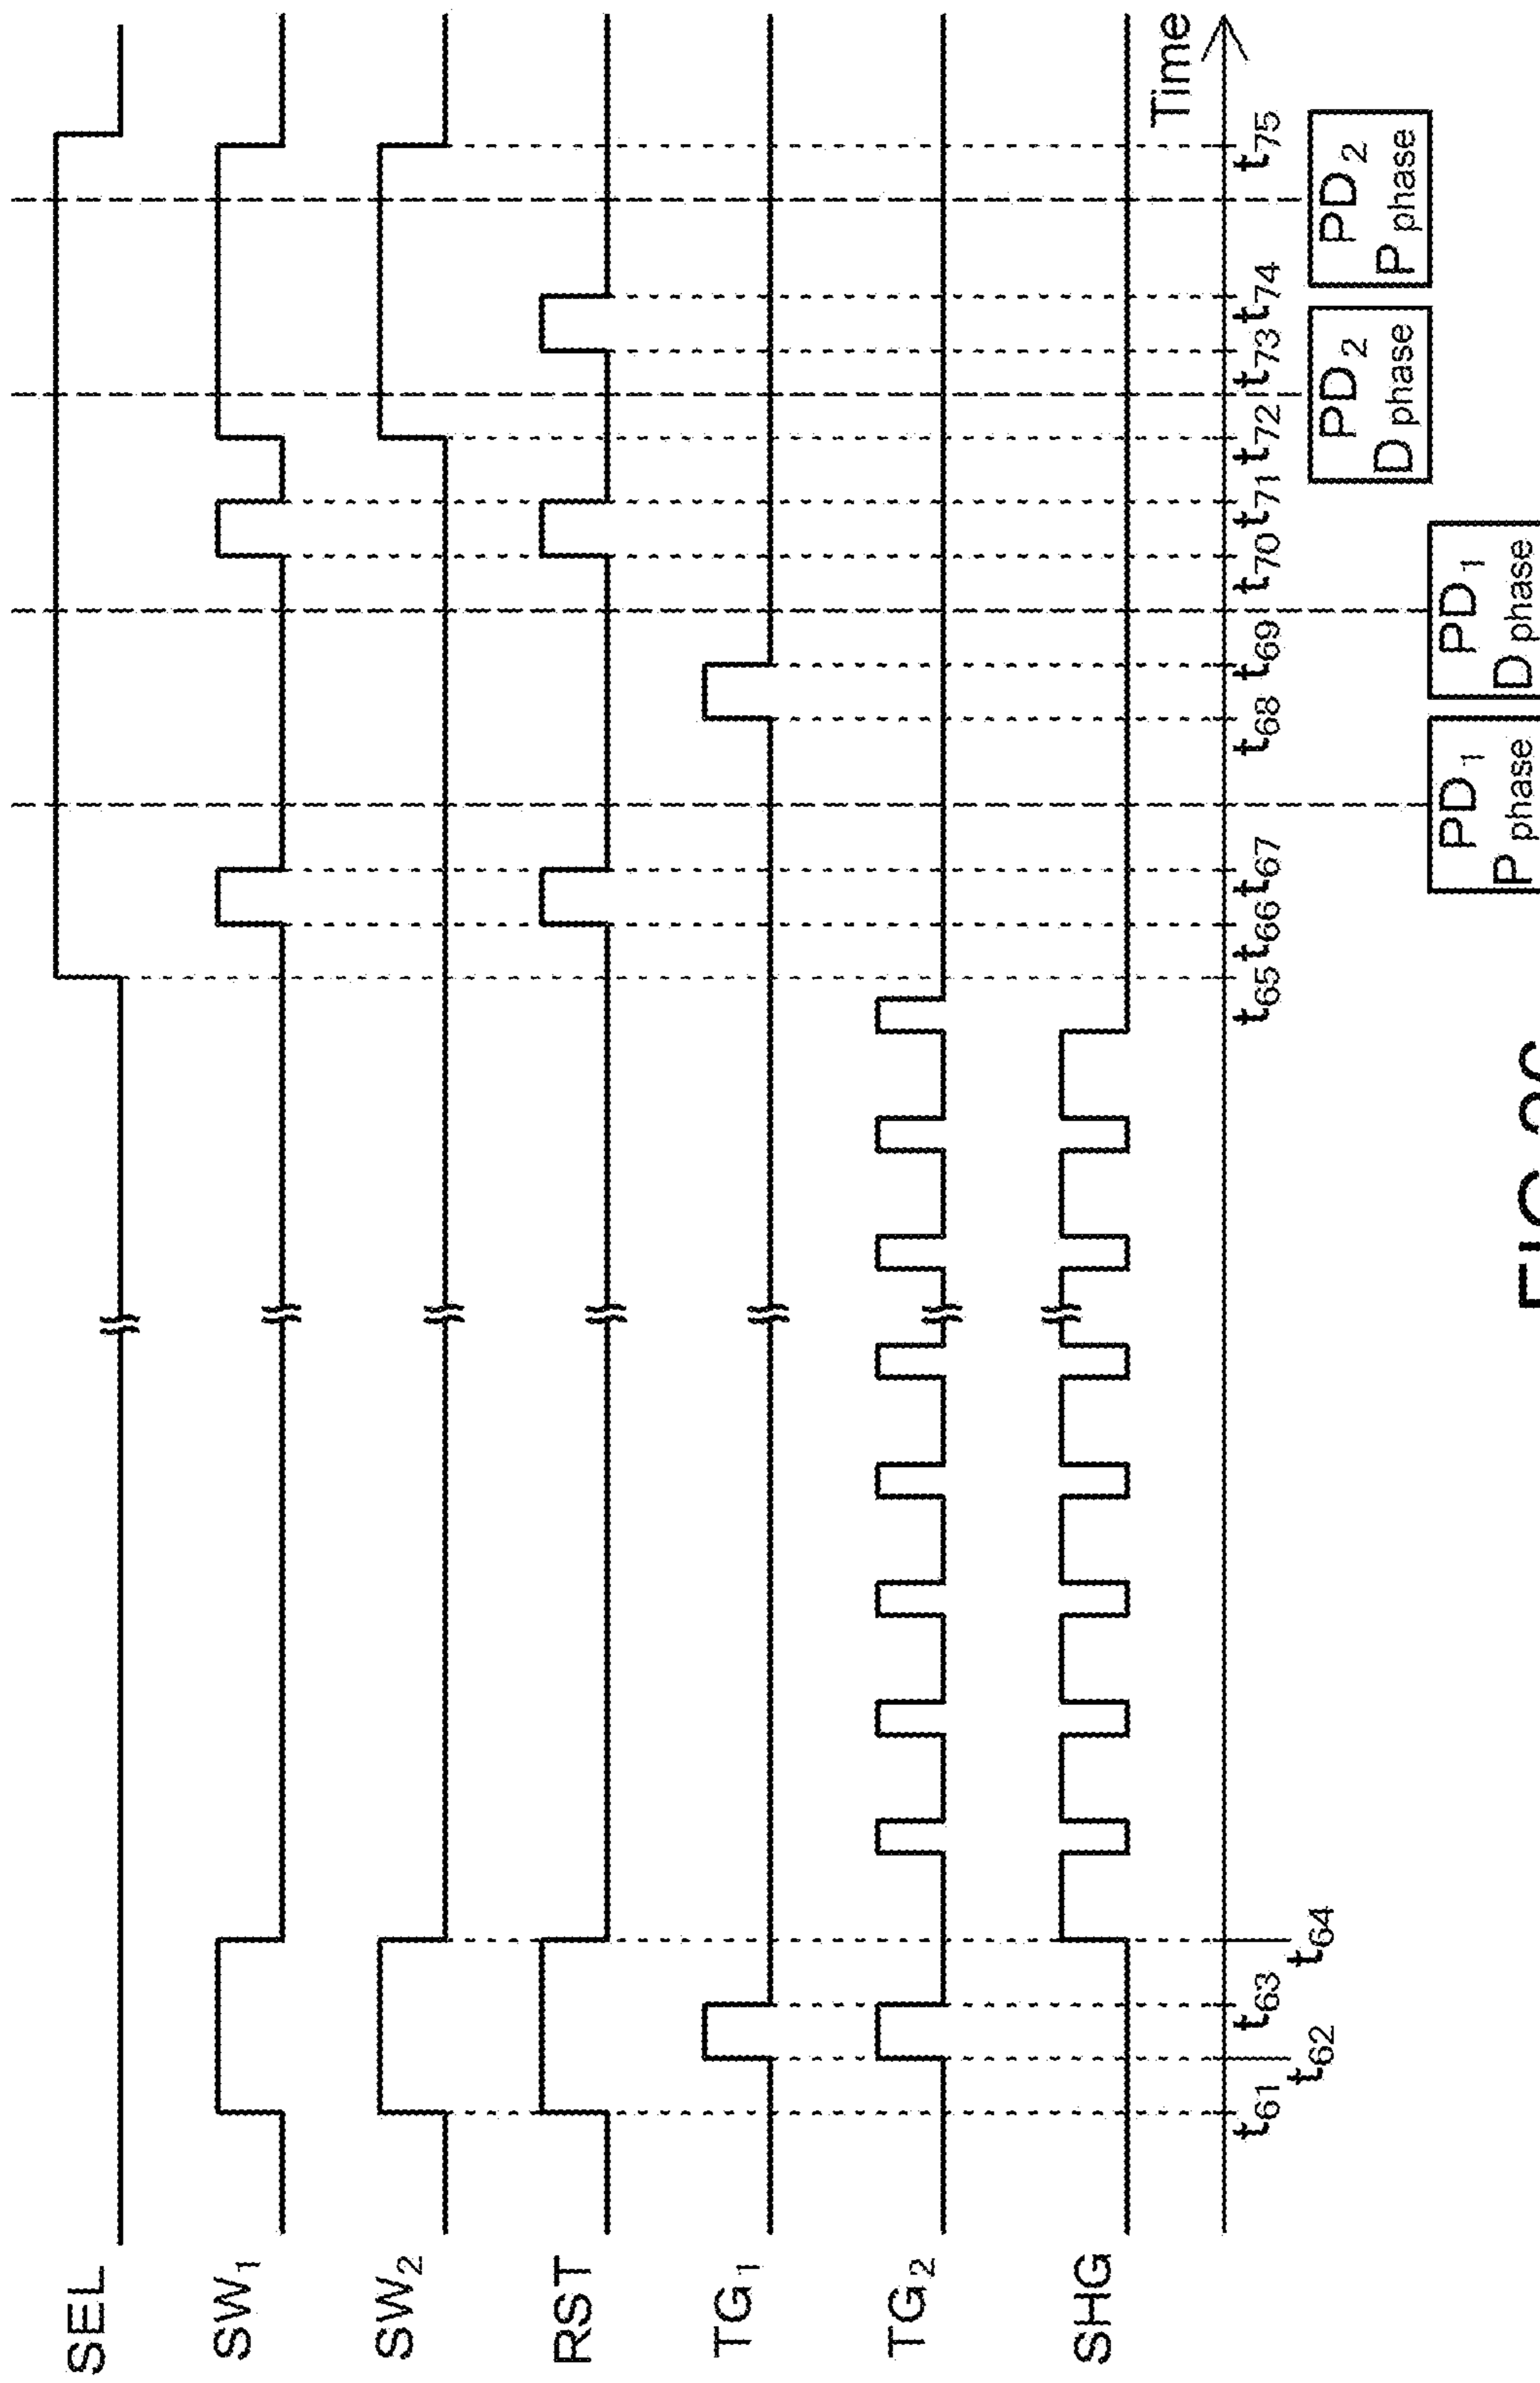 SEL
SW1
SW2
RST
TG1
TG2
SHG
Time
t61
t62
t63
t64
t65
t66
t67
t68
t69
t70
t71
t72
t73
t74
t75
PD1
P phase
PD1
D phase
PD2
D phase
PD2
P phase